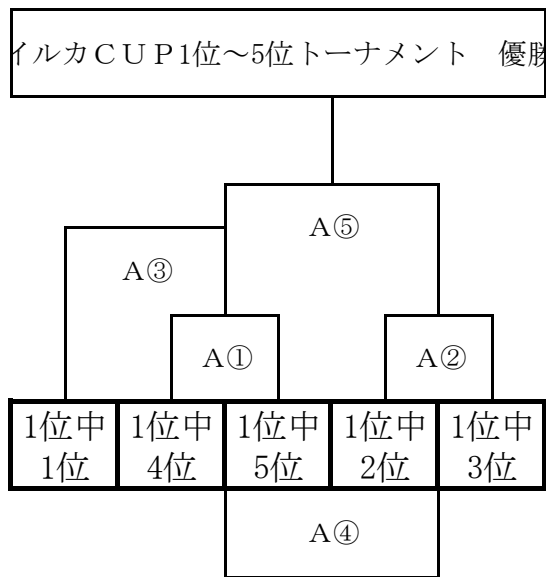 イルカＣＵＰ1位～5位トーナメント　優勝
Ａ⑤
Ａ③
Ａ①
Ａ②
1位中
1位
1位中
4位
1位中
5位
1位中
2位
1位中
3位
Ａ④